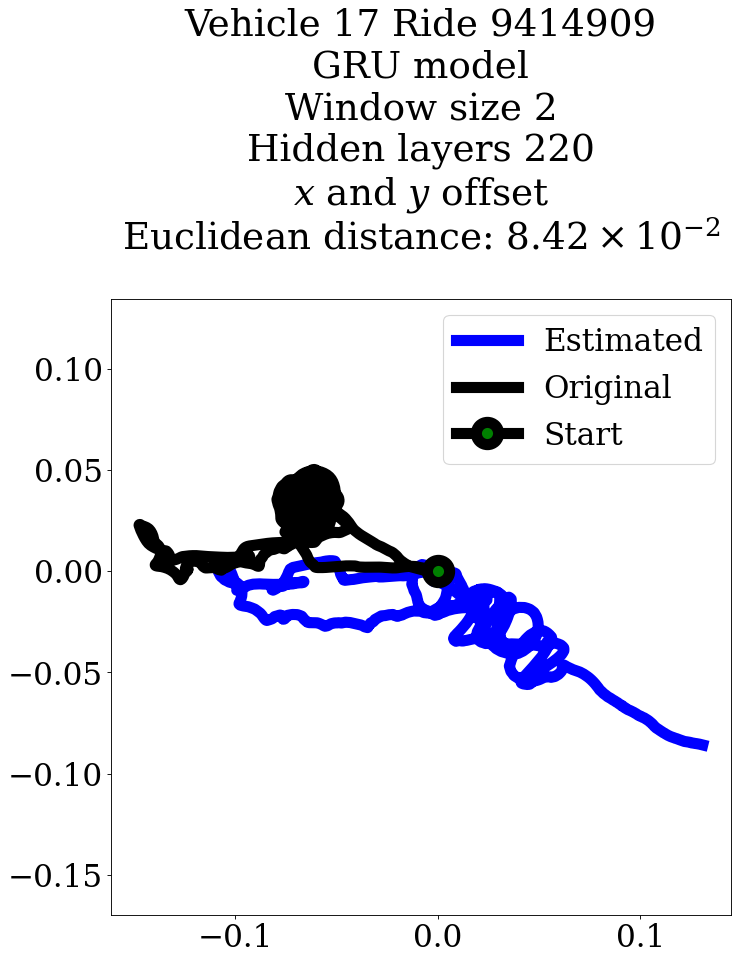 Vehicle 17 Ride 9414909
GRU model
Window size 2
Hidden layers 220
x and y offset
Euclidean distance: 8.42 × 10⁻²
Estimated
Original
Start
0.10
0.05
0.00
−0.05
−0.10
−0.15
−0.1
0.0
0.1